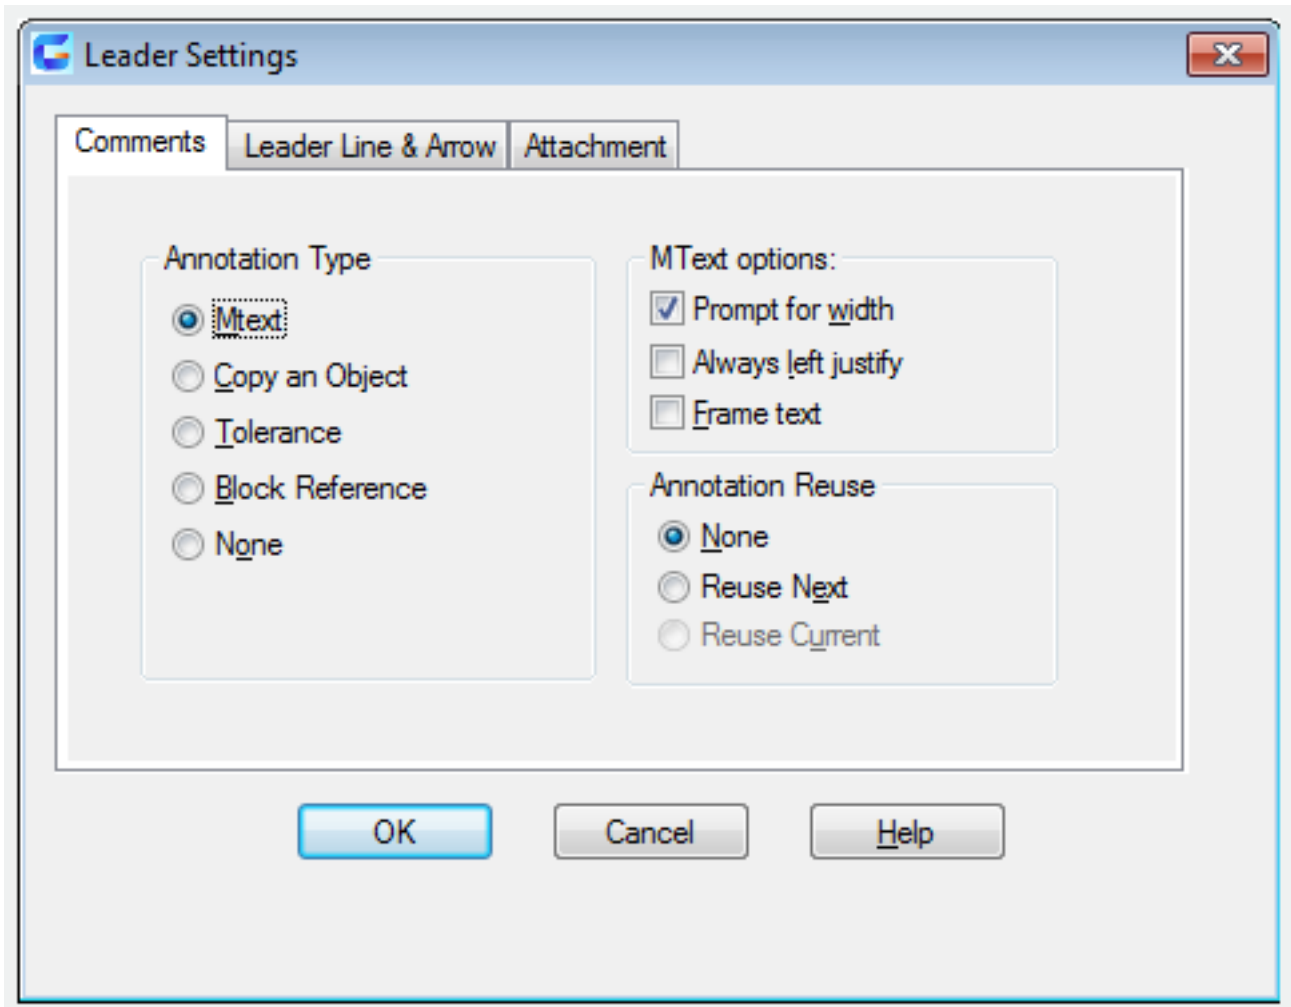 Leader Settings
Comments
Leader Line & Arrow
Attachment
Annotation Type
Mtext
Copy an Object
Tolerance
Block Reference
None
MText options:
Prompt for width
Always left justify
Frame text
Annotation Reuse
None
Reuse Next
Reuse Current
OK
Cancel
Help